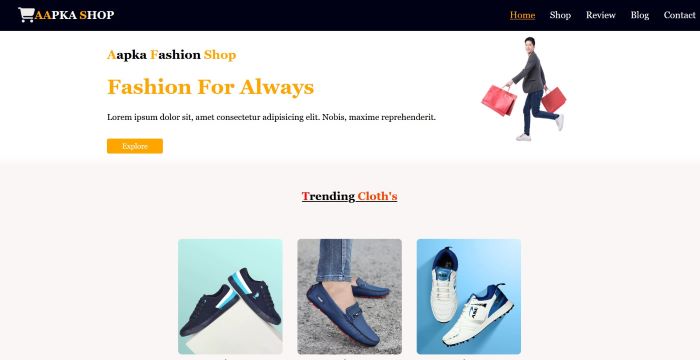 AAPKA SHOP
Home Shop Review Blog Contact
Aapka Fashion Shop
Fashion For Always
Lorem ipsum dolor sit, amet consectetur adipisicing elit. Nobis, maxime reprehenderit.
Explore
Trending Cloth's